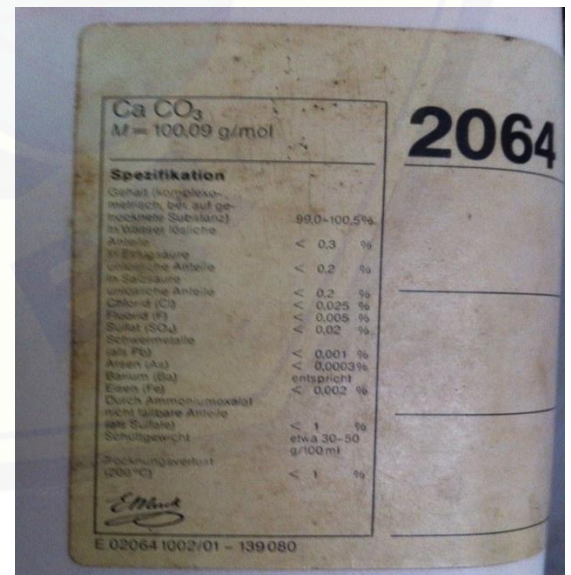 Ca CO₃
M = 100,09 g/mol
2064
Spezifikation
Gehalt (komplexo-
metrisch, ber. auf ge-
trocknete Substanz) 99,0–100,5%
In Wasser lösliche
Anteile < 0,3 %
In Essigsäure
unlösliche Anteile < 0,2 %
In Salzsäure
unlösliche Anteile < 0,2 %
Chlorid (Cl) < 0,025 %
Fluorid (F) < 0,005 %
Sulfat (SO₄) < 0,02 %
Schwermetalle
(als Pb) < 0,001 %
Arsen (As) < 0,0003%
Barium (Ba) entspricht
Eisen (Fe) < 0,002 %
Durch Ammoniumoxalat
nicht fällbare Anteile
(als Sulfate) < 1 %
Schüttgewicht etwa 30–50
g/100 ml
Trocknungsverlust
(200 °C) < 1 %
E. Merck
E 02064 1002/01 – 139 080